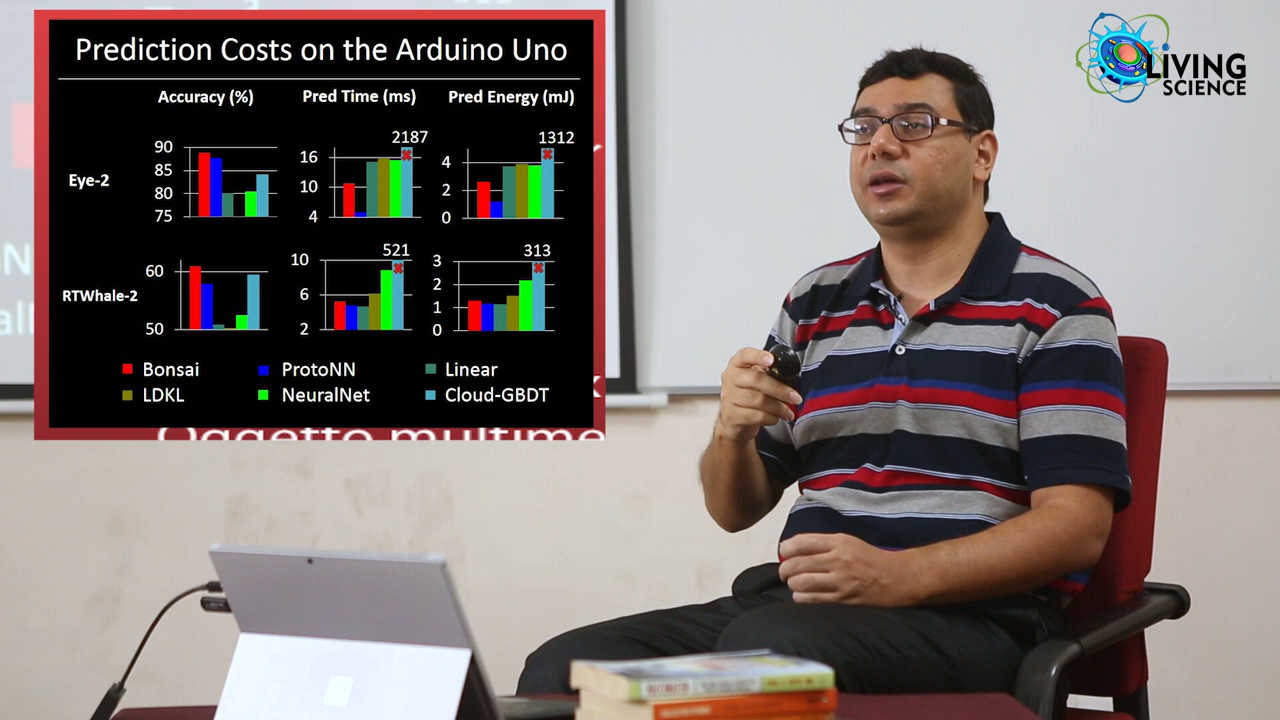 Prediction Costs on the Arduino Uno
Accuracy (%) Pred Time (ms) Pred Energy (mJ)
Eye-2
90
85
80
75
2187
16
10
4
1312
4
2
0
RTWhale-2
60
50
521
10
6
2
313
3
2
1
0
Bonsai ProtoNN Linear
LDKL NeuralNet Cloud-GBDT
Oggetto multime
LIVING
SCIENCE